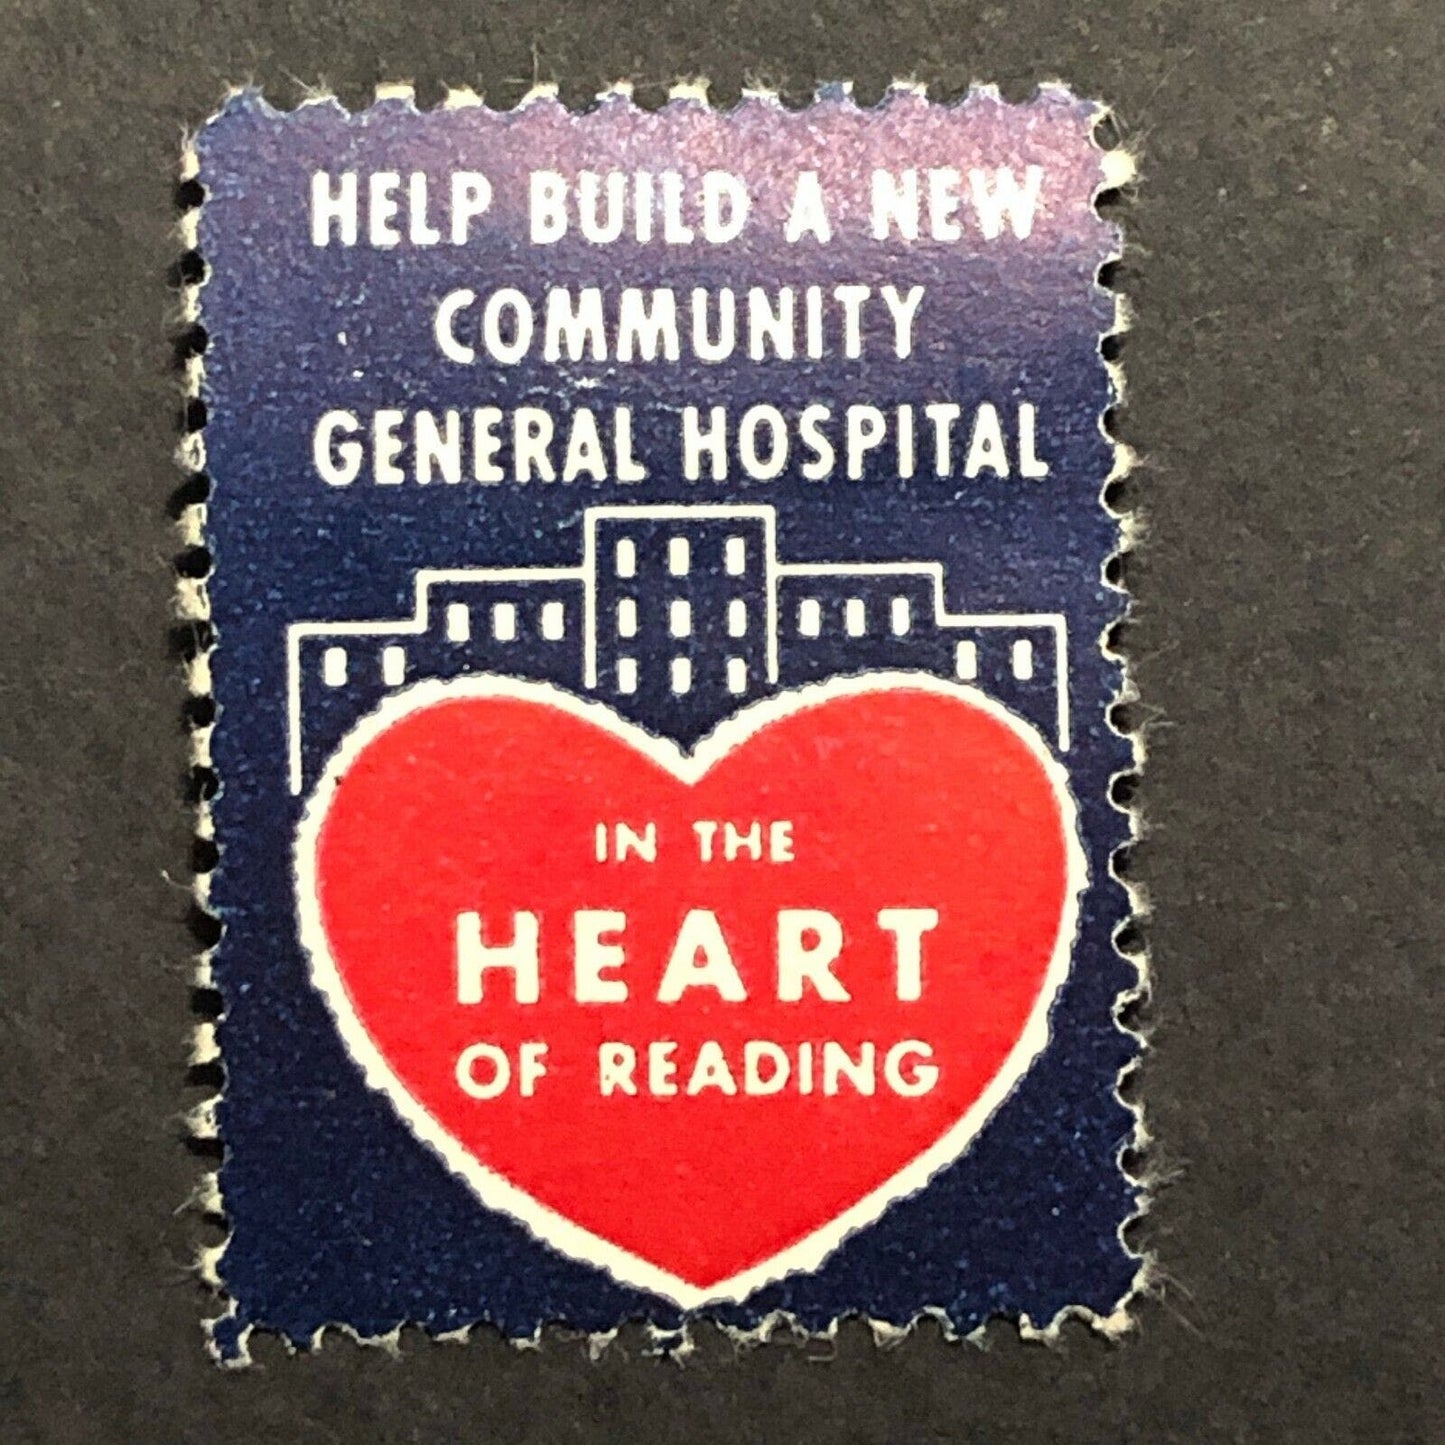 HELP BUILD A NEW
COMMUNITY
GENERAL HOSPITAL
IN THE
HEART
OF READING